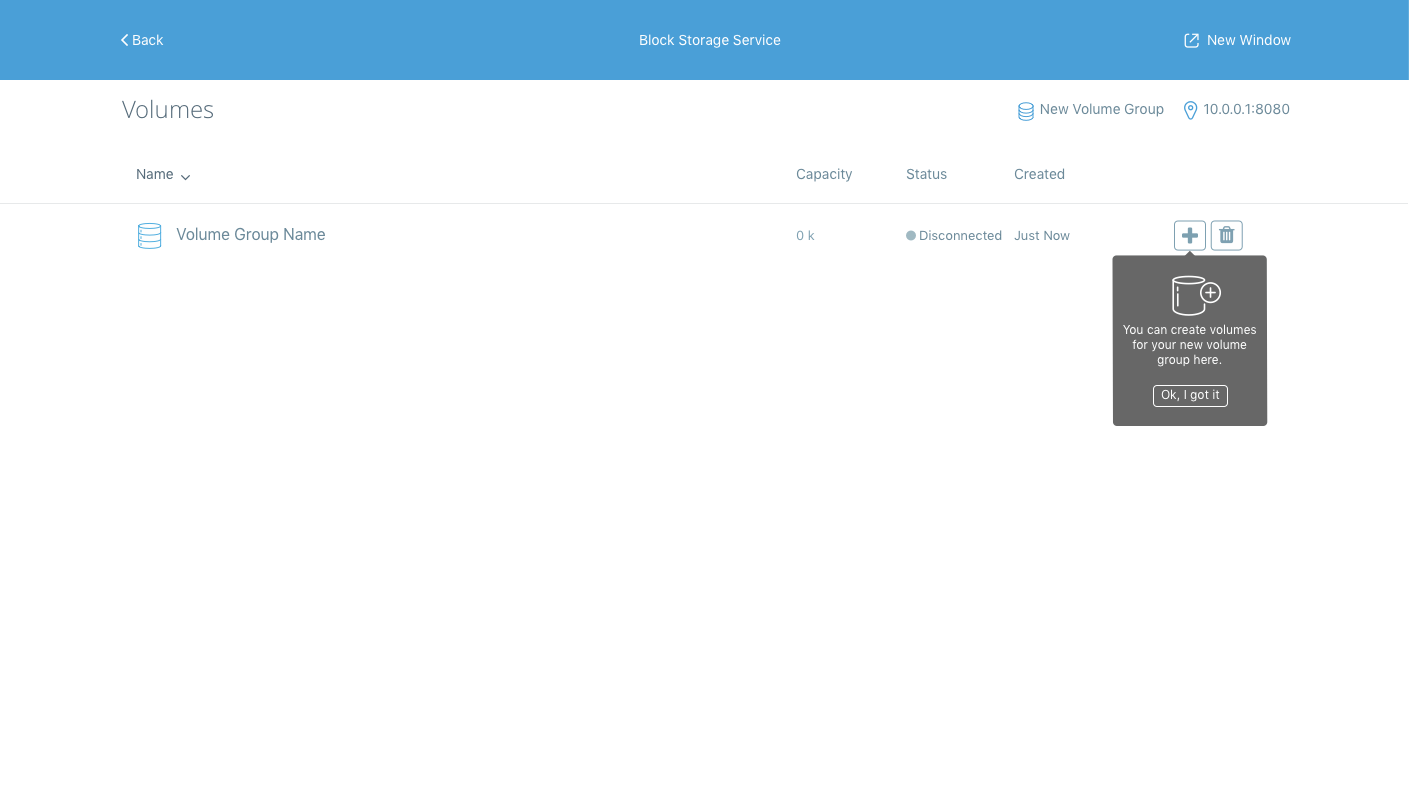 Back
Block Storage Service
New Window
Volumes
New Volume Group
10.0.0.1:8080
Name
Capacity
Status
Created
Volume Group Name
0 k
Disconnected
Just Now
You can create volumes
for your new volume
group here.
Ok, I got it